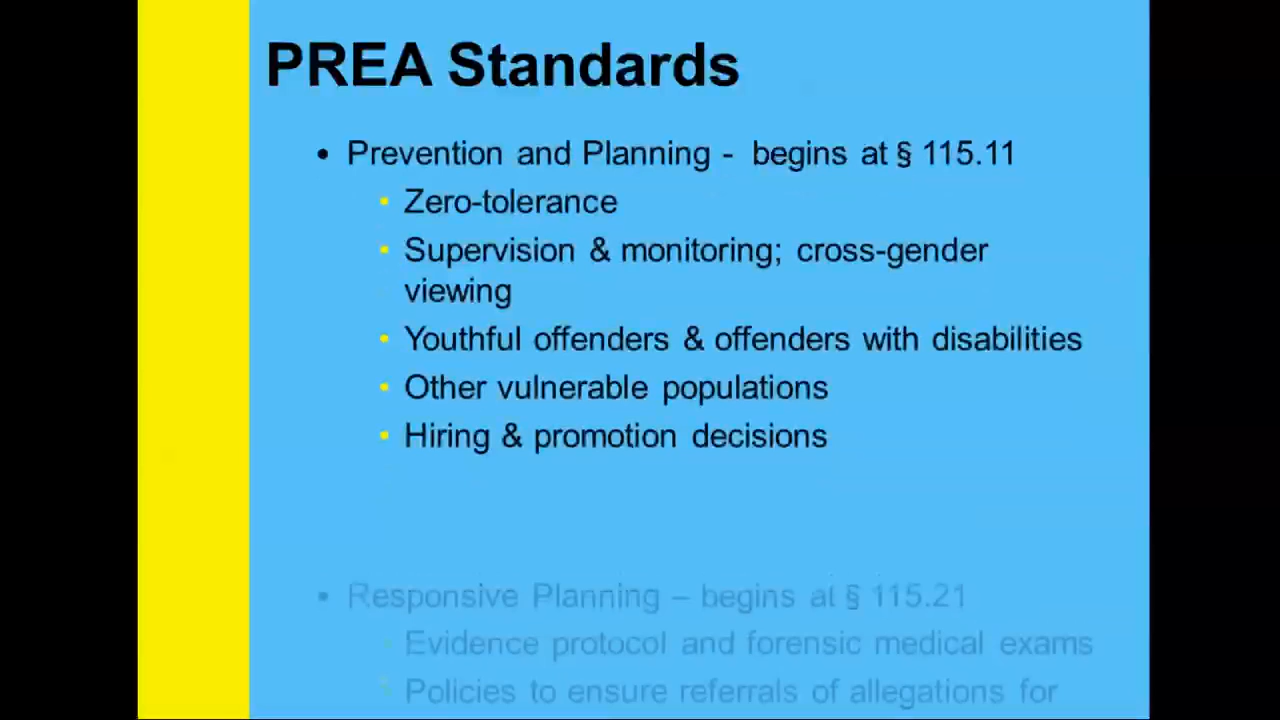 PREA Standards
• Prevention and Planning - begins at § 115.11
• Zero-tolerance
• Supervision & monitoring; cross-gender
viewing
• Youthful offenders & offenders with disabilities
• Other vulnerable populations
• Hiring & promotion decisions
• Responsive Planning – begins at § 115.21
• Evidence protocol and forensic medical exams
• Policies to ensure referrals of allegations for